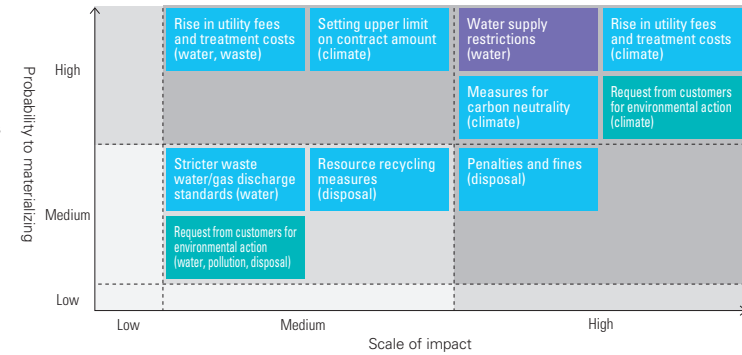 Probability to materializing
High
Medium
Low
Rise in utility fees
and treatment costs
(water, waste)
Setting upper limit
on contract amount
(climate)
Water supply
restrictions
(water)
Rise in utility fees
and treatment costs
(climate)
Measures for
carbon neutrality
(climate)
Request from customers
for environmental action
(climate)
Stricter waste
water/gas discharge
standards (water)
Resource recycling
measures
(disposal)
Penalties and fines
(disposal)
Request from customers for
environmental action
(water, pollution, disposal)
Low
Medium
High
Scale of impact